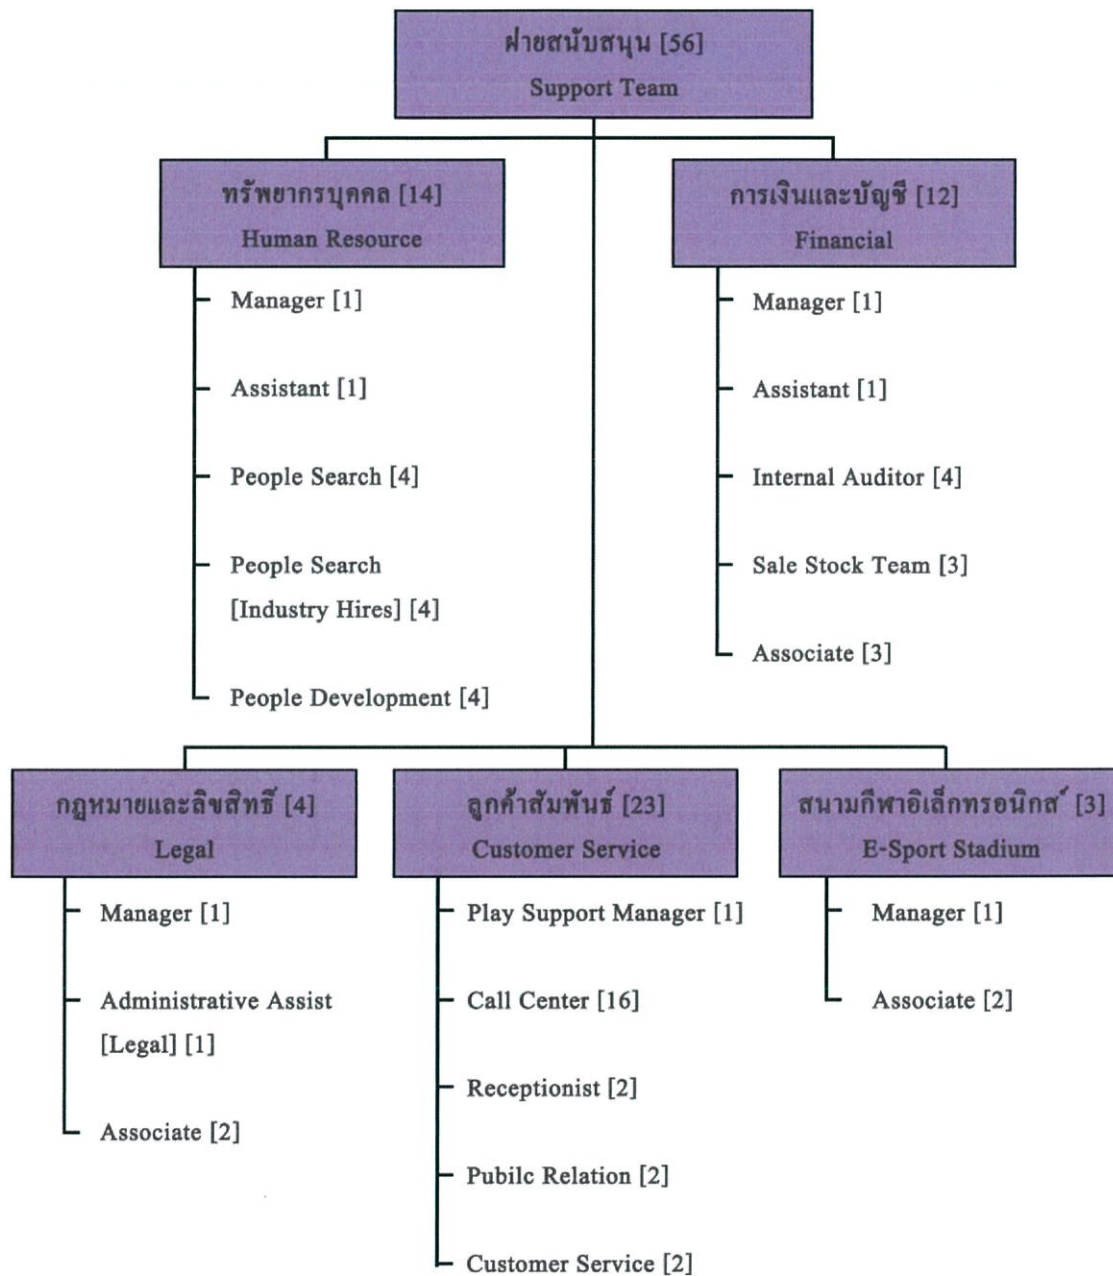 ฝ่ายสนับสนุน [56]
Support Team
ทรัพยากรบุคคล [14]
Human Resource
Manager [1]
Assistant [1]
People Search [4]
People Search
[Industry Hires] [4]
People Development [4]
การเงินและบัญชี [12]
Financial
Manager [1]
Assistant [1]
Internal Auditor [4]
Sale Stock Team [3]
Associate [3]
กฎหมายและลิขสิทธิ์ [4]
Legal
Manager [1]
Administrative Assist
[Legal] [1]
Associate [2]
ลูกค้าสัมพันธ์ [23]
Customer Service
Play Support Manager [1]
Call Center [16]
Receptionist [2]
Pubilc Relation [2]
Customer Service [2]
สนามกีฬาอิเล็กทรอนิกส์ [3]
E-Sport Stadium
Manager [1]
Associate [2]